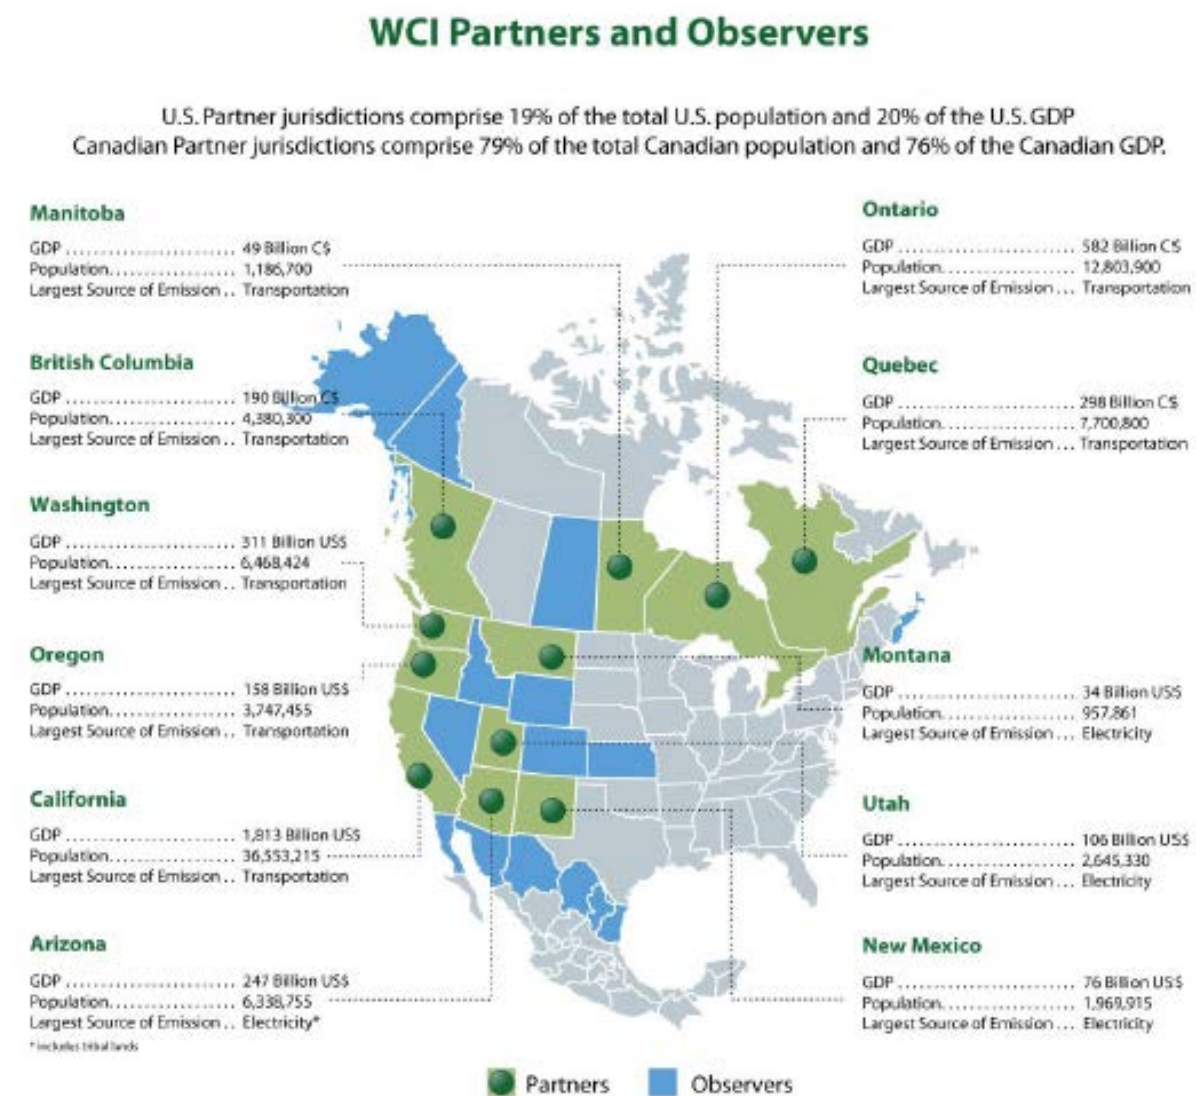 WCI Partners and Observers
U.S. Partner jurisdictions comprise 19% of the total U.S. population and 20% of the U.S. GDP
Canadian Partner jurisdictions comprise 79% of the total Canadian population and 76% of the Canadian GDP.
Manitoba
GDP ........................ 49 Billion C$
Population.................. 1,186,700
Largest Source of Emission .. Transportation
British Columbia
GDP ........................ 190 Billion C$
Population.................. 4,380,300
Largest Source of Emission .. Transportation
Washington
GDP ........................ 311 Billion US$
Population.................. 6,468,424
Largest Source of Emission .. Transportation
Oregon
GDP ........................ 158 Billion US$
Population.................. 3,747,455
Largest Source of Emission .. Transportation
California
GDP ........................ 1,813 Billion US$
Population.................. 36,553,215
Largest Source of Emission .. Transportation
Arizona
GDP ........................ 247 Billion US$
Population.................. 6,338,755
Largest Source of Emission .. Electricity*
* includes tribal lands
Ontario
GDP ......................... 582 Billion C$
Population................... 12,803,900
Largest Source of Emission ... Transportation
Quebec
GDP ......................... 298 Billion C$
Population................... 7,700,800
Largest Source of Emission ... Transportation
Montana
GDP ......................... 34 Billion US$
Population................... 957,861
Largest Source of Emission ... Electricity
Utah
GDP ......................... 106 Billion US$
Population................... 2,645,330
Largest Source of Emission ... Electricity
New Mexico
GDP ......................... 76 Billion US$
Population................... 1,969,915
Largest Source of Emission ... Electricity
Partners
Observers